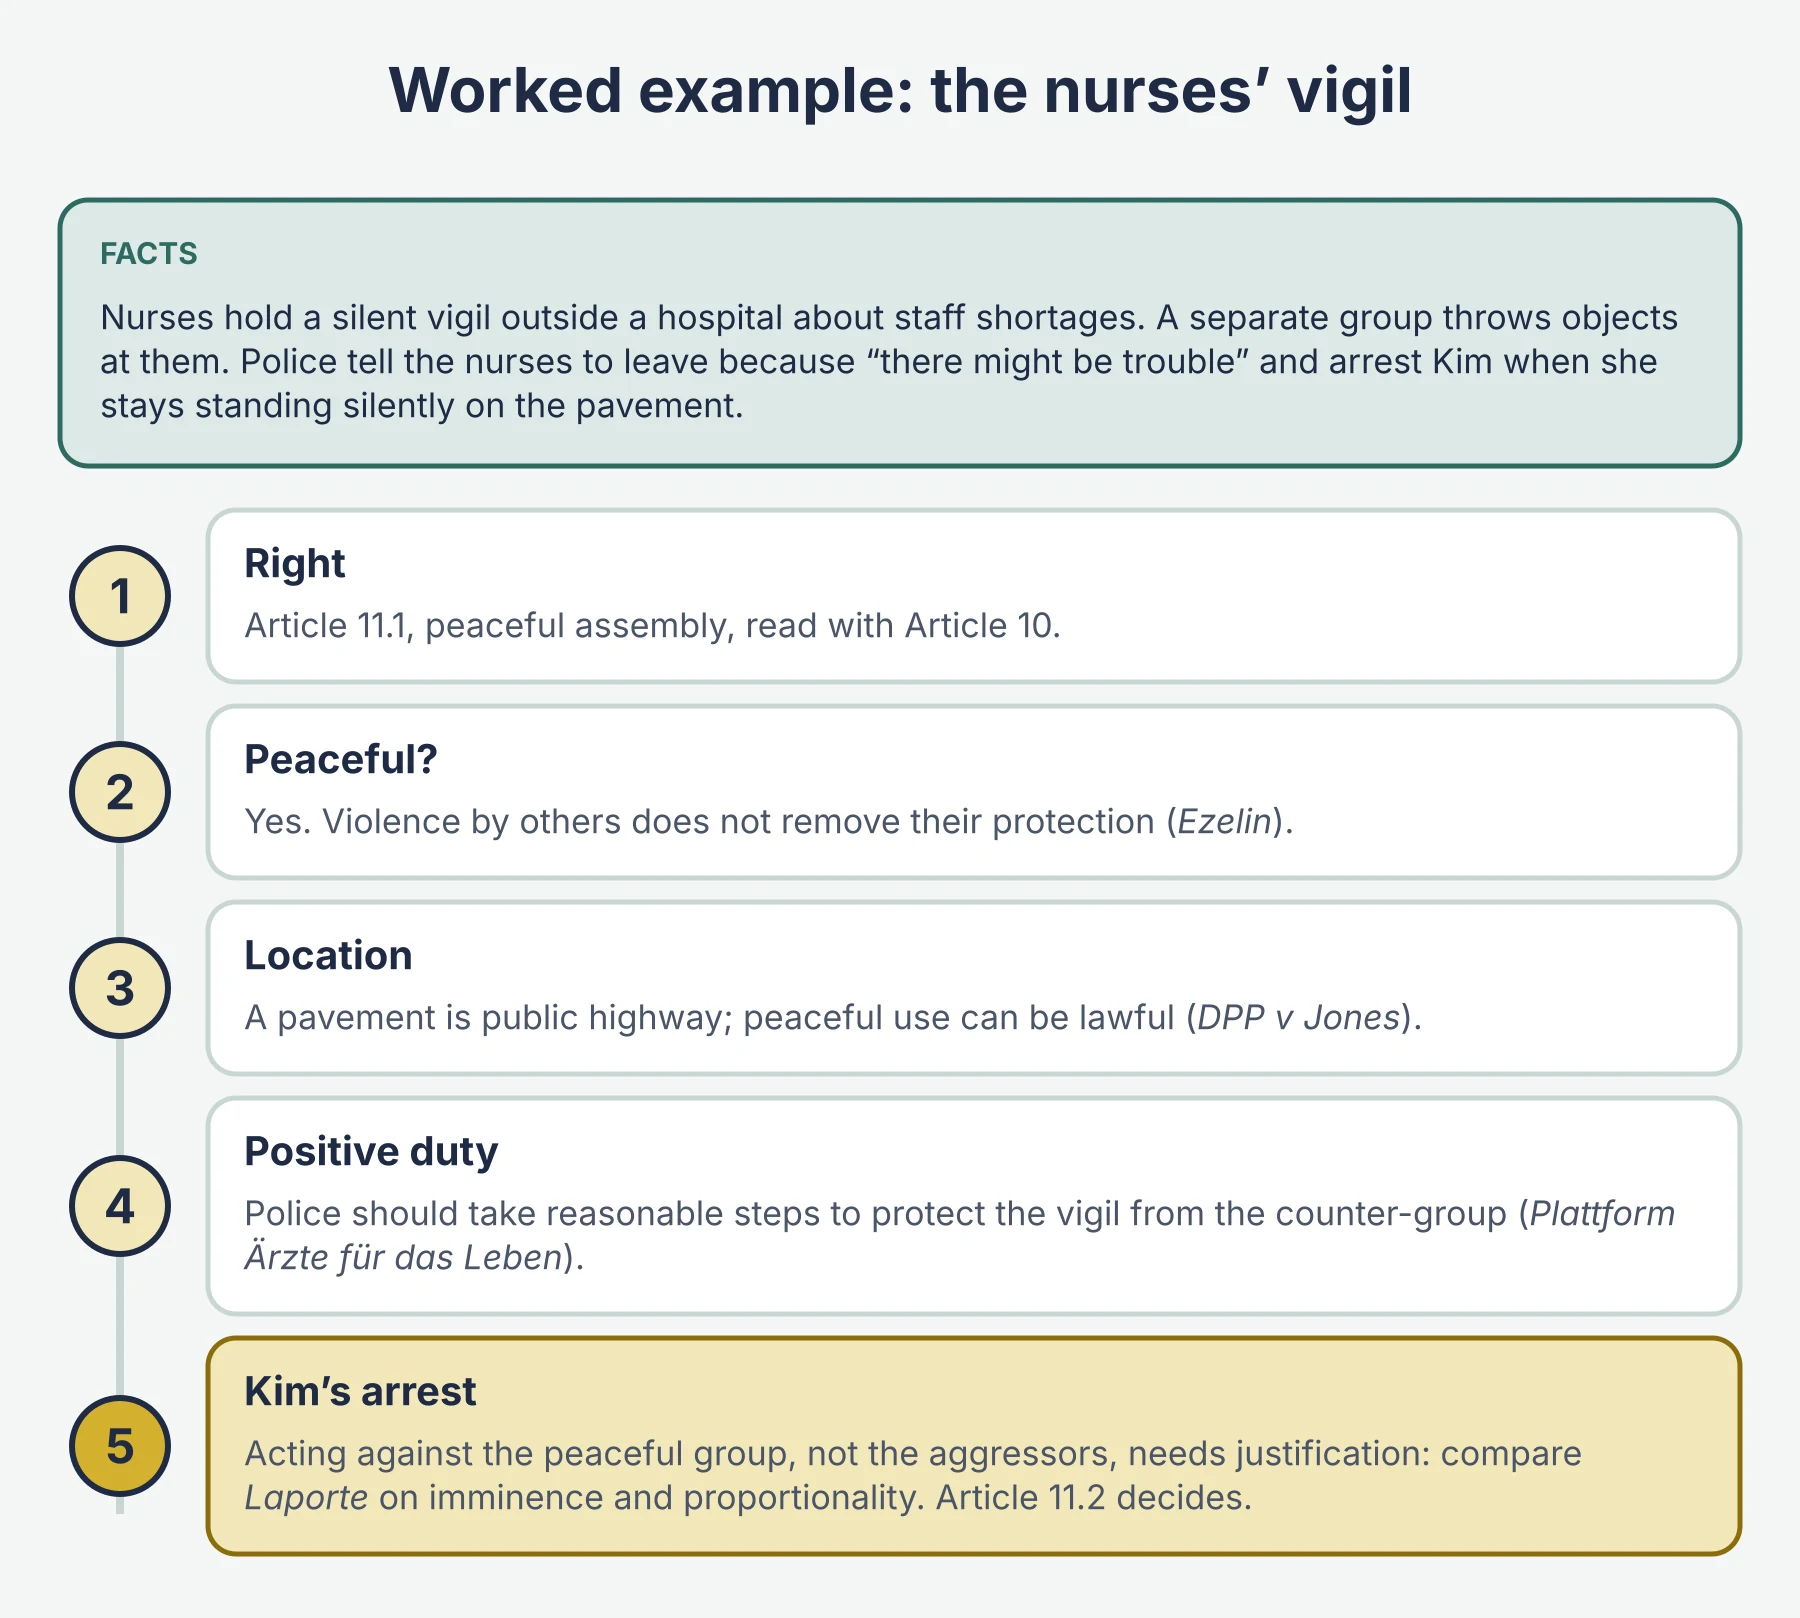 Worked example: the nurses’ vigil
FACTS
Nurses hold a silent vigil outside a hospital about staff shortages. A separate group throws objects
at them. Police tell the nurses to leave because “there might be trouble” and arrest Kim when she
stays standing silently on the pavement.
1
Right
Article 11.1, peaceful assembly, read with Article 10.
2
Peaceful?
Yes. Violence by others does not remove their protection (Ezelin).
3
Location
A pavement is public highway; peaceful use can be lawful (DPP v Jones).
4
Positive duty
Police should take reasonable steps to protect the vigil from the counter-group (Plattform
Ärzte für das Leben).
5
Kim’s arrest
Acting against the peaceful group, not the aggressors, needs justification: compare
Laporte on imminence and proportionality. Article 11.2 decides.